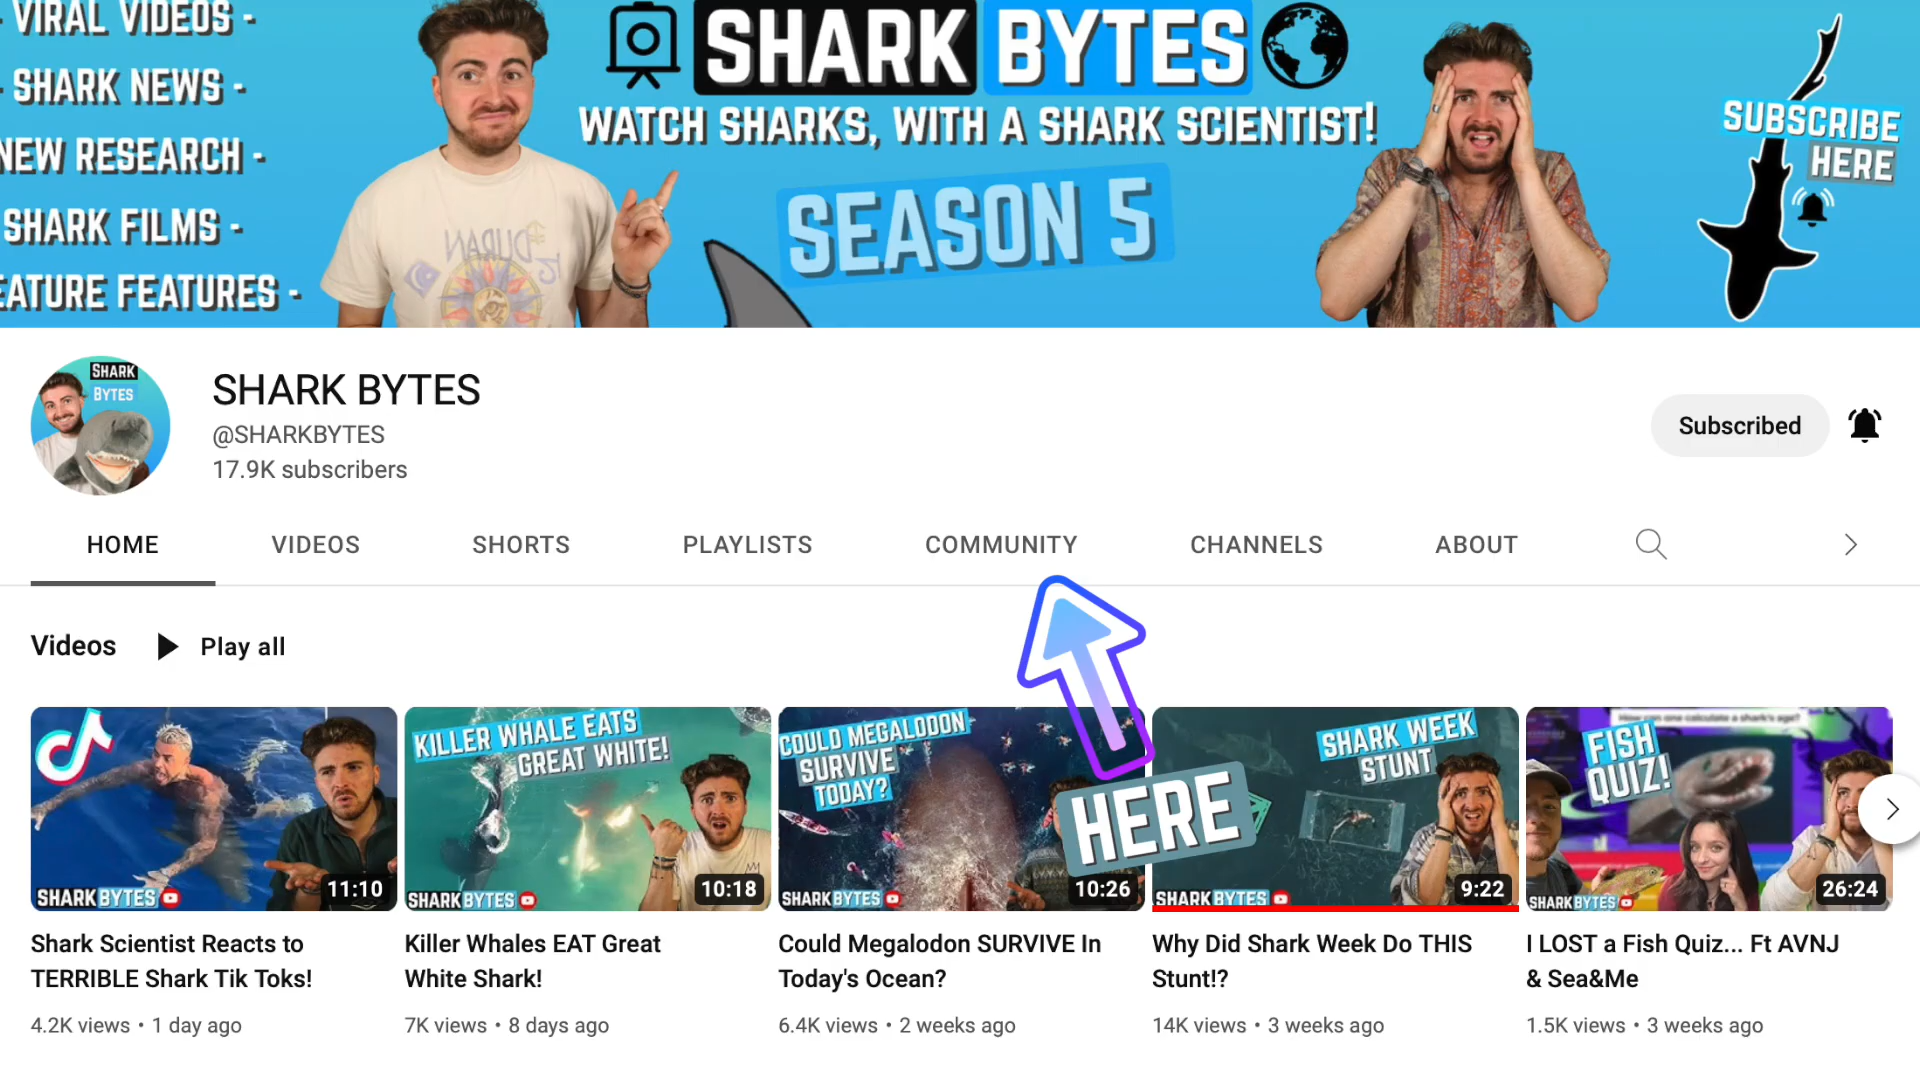 VIRAL VIDEOS -
- SHARK NEWS -
NEW RESEARCH -
SHARK FILMS -
EATURE FEATURES -
SHARK BYTES
WATCH SHARKS, WITH A SHARK SCIENTIST!
SEASON 5
SUBSCRIBE
HERE
DURAN
SHARK
BYTES
SHARK BYTES
@SHARKBYTES
17.9K subscribers
Subscribed
HOME VIDEOS SHORTS PLAYLISTS COMMUNITY CHANNELS ABOUT
Videos Play all
SHARK BYTES
11:10
KILLER WHALE EATS
GREAT WHITE!
SHARK BYTES
10:18
COULD MEGALODON
SURVIVE
TODAY?
SHARK BYTES
10:26
HERE
SHARK WEEK
STUNT
SHARK BYTES
9:22
How can one calculate a shark's age?
FISH
QUIZ!
SHARK BYTES
26:24
Shark Scientist Reacts to
TERRIBLE Shark Tik Toks!
4.2K views • 1 day ago
Killer Whales EAT Great
White Shark!
7K views • 8 days ago
Could Megalodon SURVIVE In
Today's Ocean?
6.4K views • 2 weeks ago
Why Did Shark Week Do THIS
Stunt!?
14K views • 3 weeks ago
I LOST a Fish Quiz... Ft AVNJ
& Sea&Me
1.5K views • 3 weeks ago